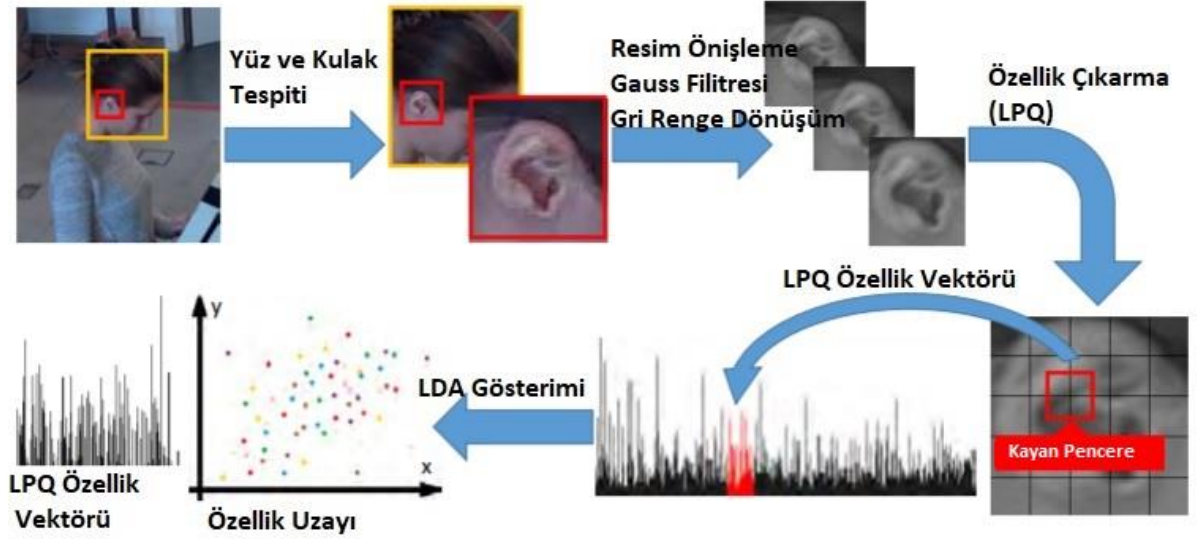 Yüz ve Kulak
Tespiti
Resim Önişleme
Gauss Filitresi
Gri Renge Dönüşüm
Özellik Çıkarma
(LPQ)
LPQ Özellik Vektörü
Kayan Pencere
LDA Gösterimi
y
x
Özellik Uzayı
LPQ Özellik
Vektörü